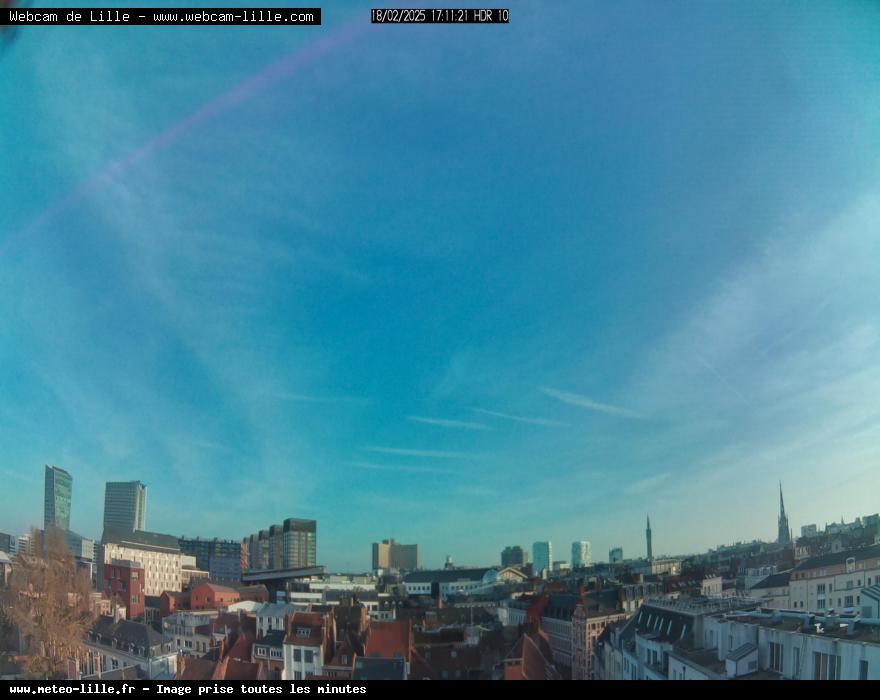 Webcam de Lille - www.webcam-lille.com
18/02/2025 17:11:21 HDR 10
www.meteo-lille.fr - Image prise toutes les minutes